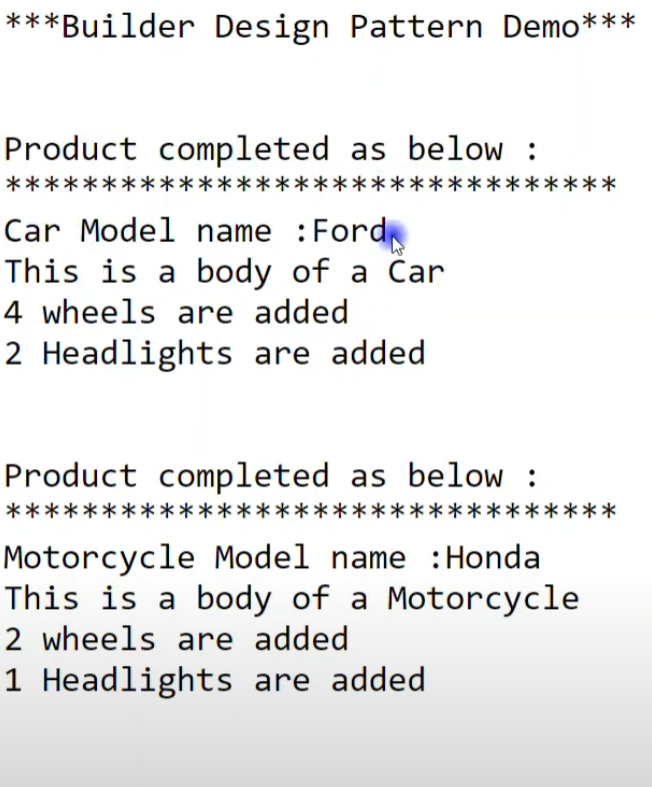 ***Builder Design Pattern Demo***
Product completed as below :
********************************
Car Model name :Ford
This is a body of a Car
4 wheels are added
2 Headlights are added
Product completed as below :
********************************
Motorcycle Model name :Honda
This is a body of a Motorcycle
2 wheels are added
1 Headlights are added